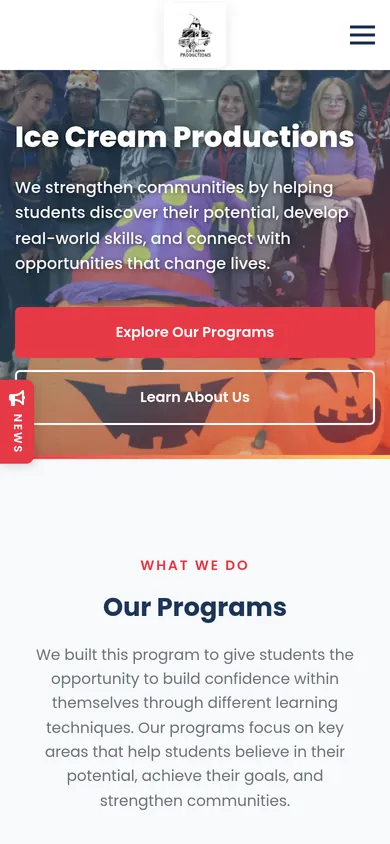 ICE CREAM
PRODUCTIONS
Ice Cream Productions
We strengthen communities by helping
students discover their potential, develop
real-world skills, and connect with
opportunities that change lives.
Explore Our Programs
Learn About Us
NEWS
WHAT WE DO
Our Programs
We built this program to give students the
opportunity to build confidence within
themselves through different learning
techniques. Our programs focus on key
areas that help students believe in their
potential, achieve their goals, and
strengthen communities.